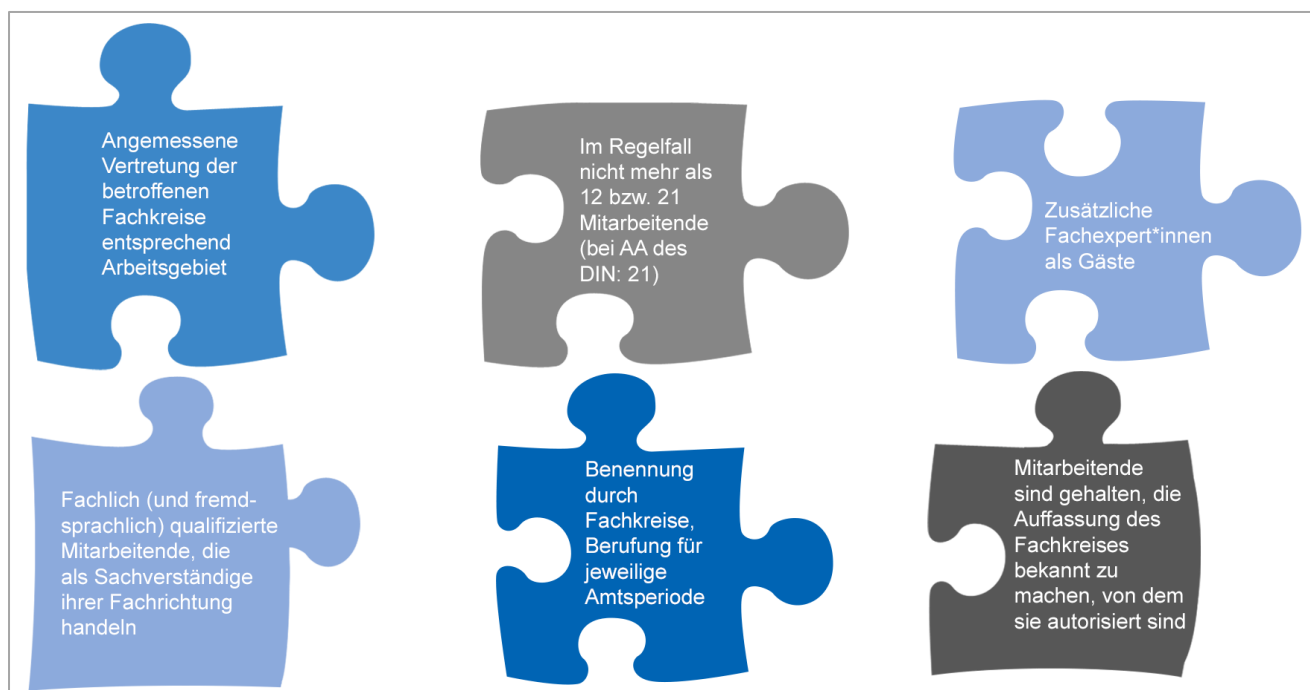 Angemessene
Vertretung der
betroffenen
Fachkreise
entsprechend
Arbeitsgebiet
Im Regelfall
nicht mehr als
12 bzw. 21
Mitarbeitende
(bei AA des
DIN: 21)
Zusätzliche
Fachexpert*innen
als Gäste
Fachlich (und fremd-
sprachlich) qualifizierte
Mitarbeitende, die
als Sachverständige
ihrer Fachrichtung
handeln
Benennung
durch
Fachkreise,
Berufung für
jeweilige
Amtsperiode
Mitarbeitende
sind gehalten, die
Auffassung des
Fachkreises
bekannt zu
machen, von dem
sie autorisiert sind